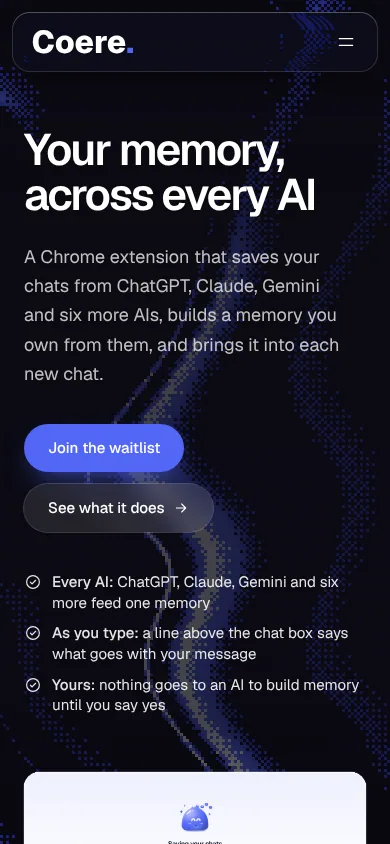 Coere.
Your memory,
across every AI
A Chrome extension that saves your
chats from ChatGPT, Claude, Gemini
and six more AIs, builds a memory you
own from them, and brings it into each
new chat.
Join the waitlist
See what it does →
Every AI: ChatGPT, Claude, Gemini and six
more feed one memory
As you type: a line above the chat box says
what goes with your message
Yours: nothing goes to an AI to build memory
until you say yes
Saving your chats